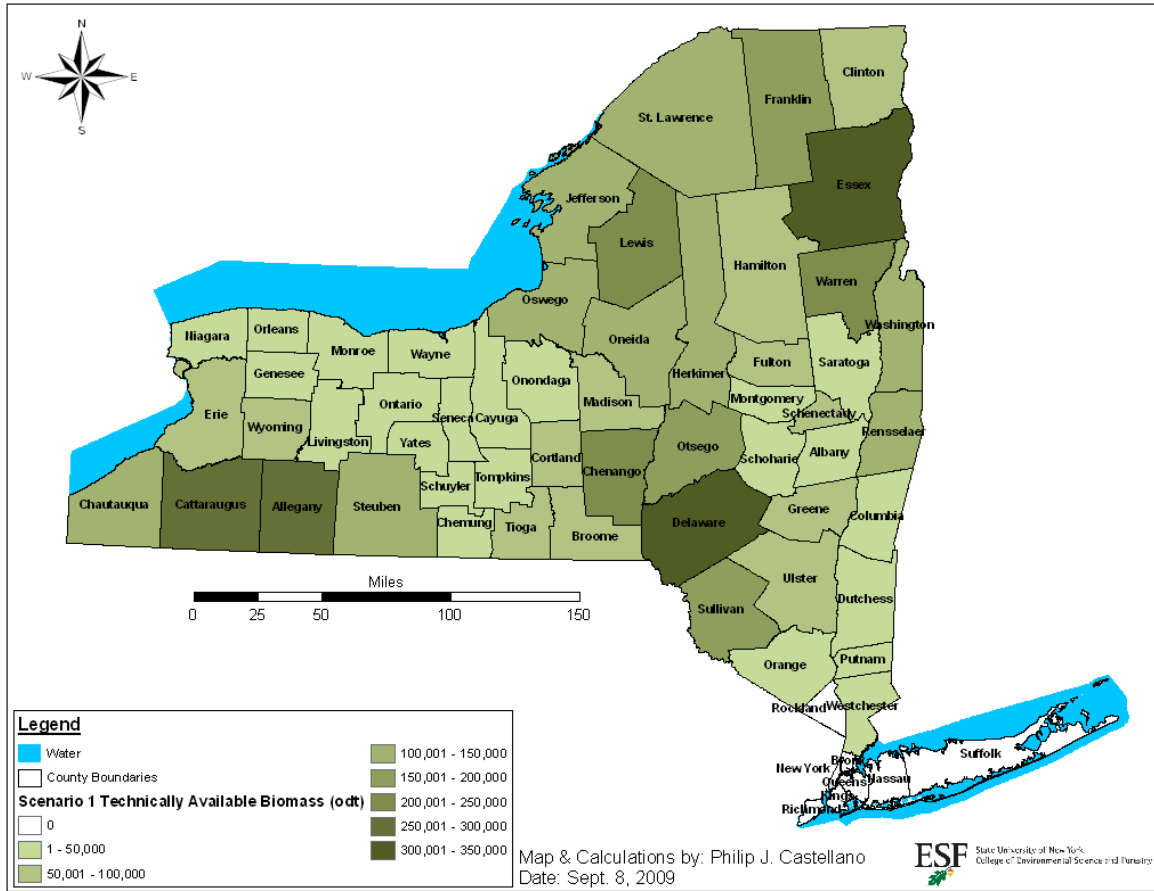 N
W E
S
Clinton
Franklin
St. Lawrence
Essex
Jefferson
Lewis
Hamilton
Warren
Oswego
Washington
Oneida
Niagara
Orleans
Monroe
Wayne
Fulton
Saratoga
Herkimer
Genesee
Onondaga
Montgomery
Madison
Ontario
Schenectady
Erie
Seneca
Cayuga
Wyoming
Rensselaer
Livingston
Yates
Otsego
Albany
Schoharie
Cortland
Chenango
Tompkins
Schuyler
Chautauqua
Cattaraugus
Allegany
Steuben
Greene
Columbia
Chemung
Delaware
Tioga
Broome
Ulster
Miles
0 25 50 100 150
Dutchess
Sullivan
Putnam
Orange
Rockland
Westchester
Suffolk
Bronx
New York
Nassau
Queens
Kings
Richmond
Legend
Water
County Boundaries
Scenario 1 Technically Available Biomass (odt)
0
1 - 50,000
50,001 - 100,000
100,001 - 150,000
150,001 - 200,000
200,001 - 250,000
250,001 - 300,000
300,001 - 350,000
Map & Calculations by: Philip J. Castellano
Date: Sept. 8, 2009
ESF
State University of New York
College of Environmental Science and Forestry